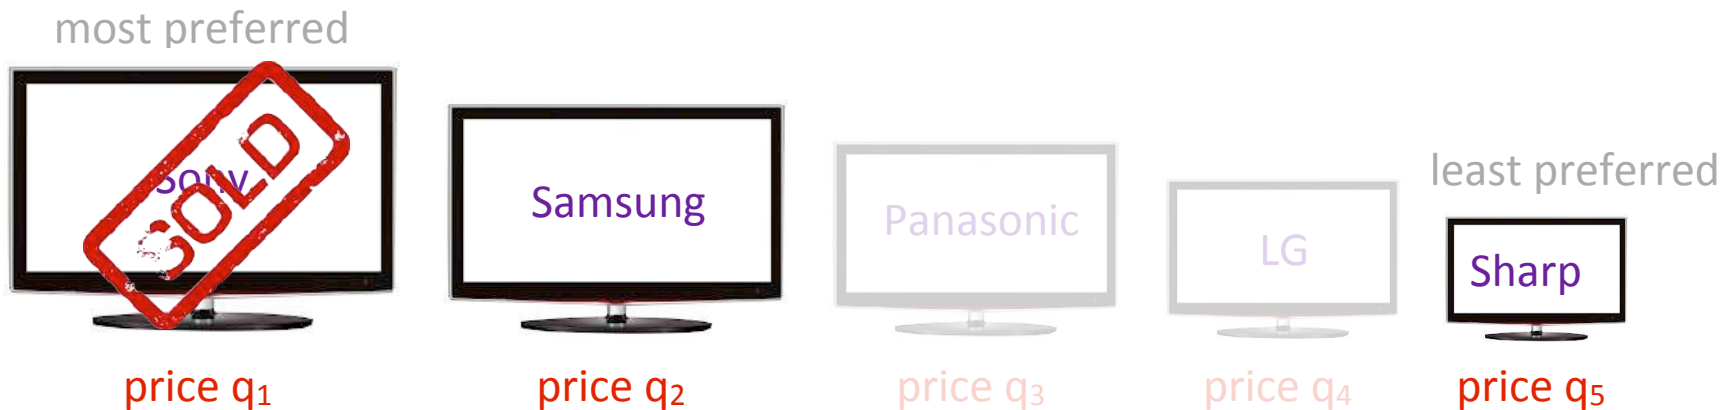 most preferred
least preferred
Sony
SOLD
Samsung
Panasonic
LG
Sharp
price q₁
price q₂
price q₃
price q₄
price q₅